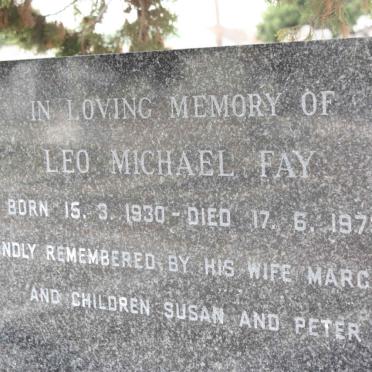 IN LOVING MEMORY OF
LEO MICHAEL FAY
BORN 15. 3. 1930 - DIED 17. 6. 197
NDLY REMEMBERED BY HIS WIFE MARG
AND CHILDREN SUSAN AND PETER